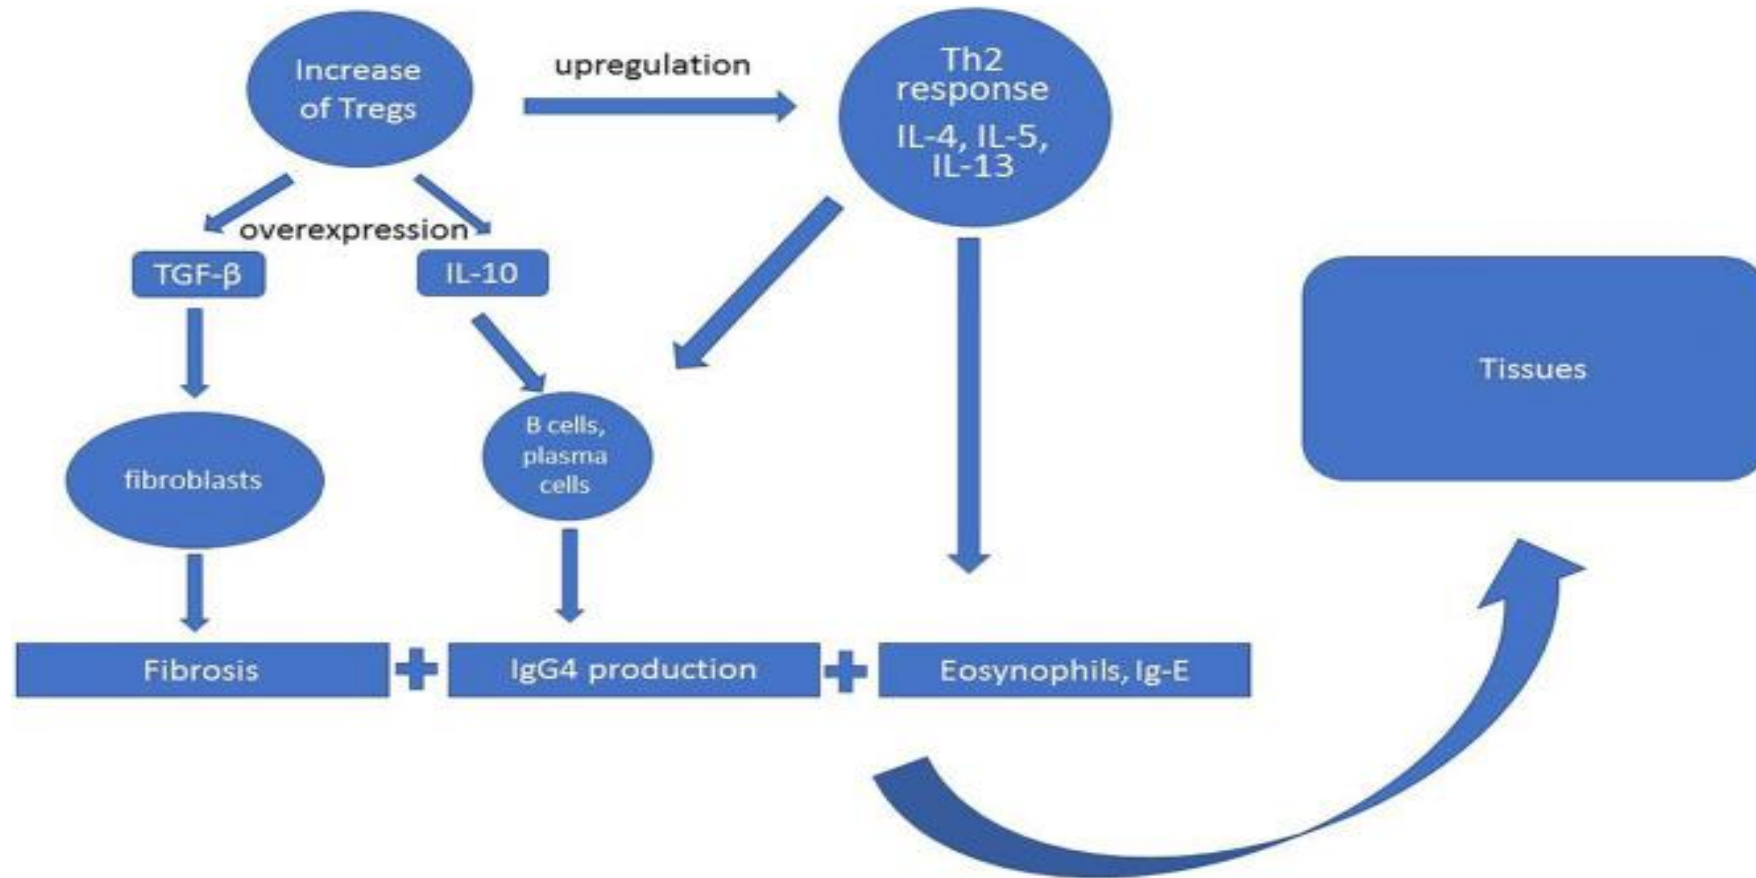 Increase
of Tregs
upregulation
Th2
response
IL-4, IL-5,
IL-13
overexpression
TGF-β
IL-10
Tissues
fibroblasts
B cells,
plasma
cells
Fibrosis
+
IgG4 production
+
Eosynophils, Ig-E